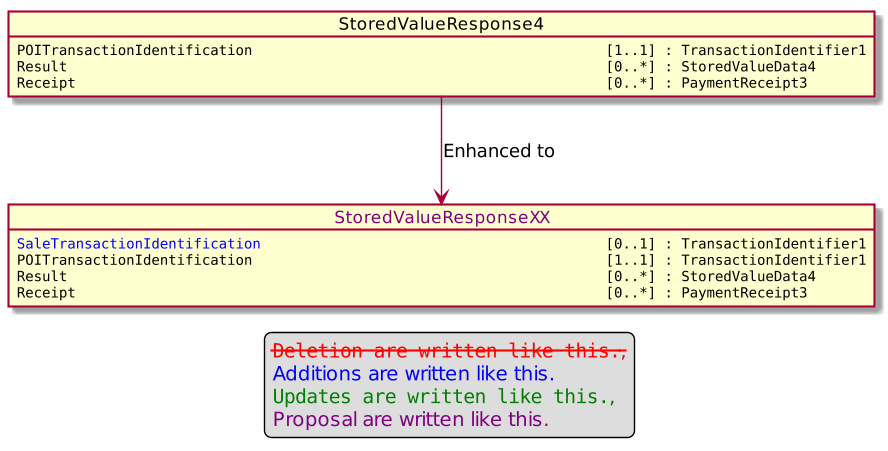 StoredValueResponse4
POITransactionIdentification [1..1] : TransactionIdentifier1
Result [0..*] : StoredValueData4
Receipt [0..*] : PaymentReceipt3
Enhanced to
StoredValueResponseXX
SaleTransactionIdentification [0..1] : TransactionIdentifier1
POITransactionIdentification [1..1] : TransactionIdentifier1
Result [0..*] : StoredValueData4
Receipt [0..*] : PaymentReceipt3
Deletion are written like this.,
Additions are written like this.
Updates are written like this.,
Proposal are written like this.